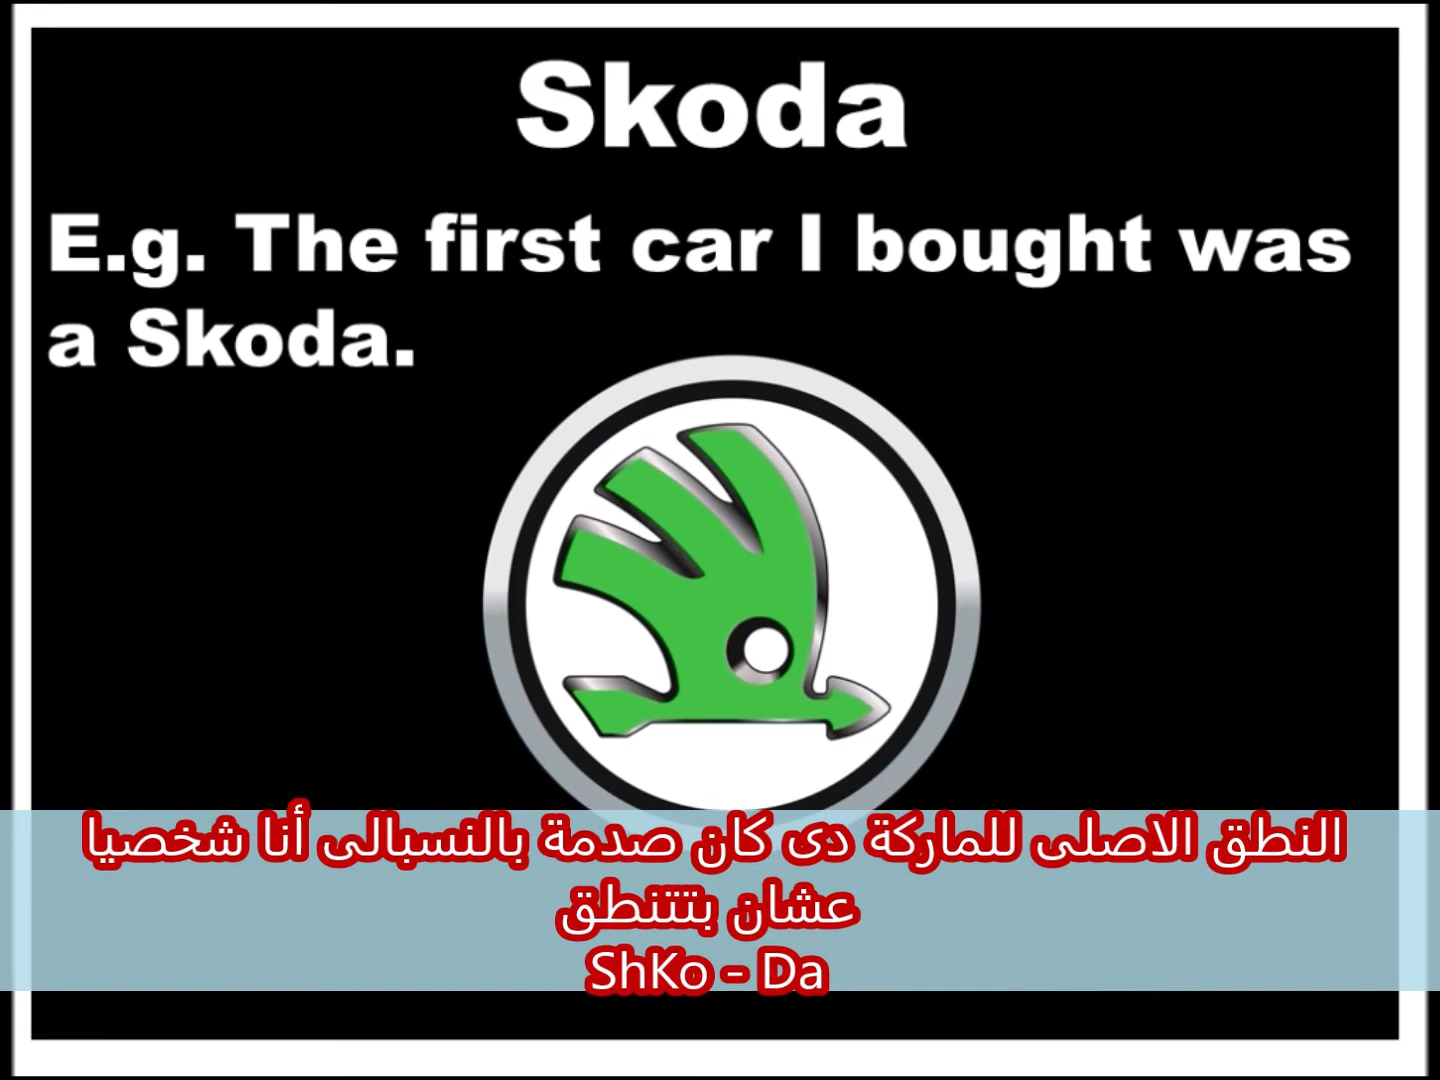 Skoda
E.g. The first car I bought was
a Skoda.
النطق الاصلى للماركة دى كان صدمة بالنسبالى أنا شخصيا
عشان بتتنطق
ShKo - Da